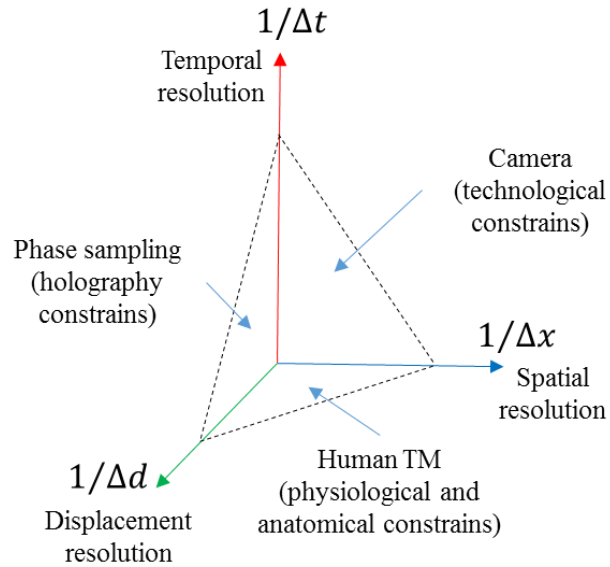 1/Δt
Temporal
resolution
Camera
(technological
constrains)
Phase sampling
(holography
constrains)
1/Δx
Spatial
resolution
Human TM
(physiological and
anatomical constrains)
1/Δd
Displacement
resolution